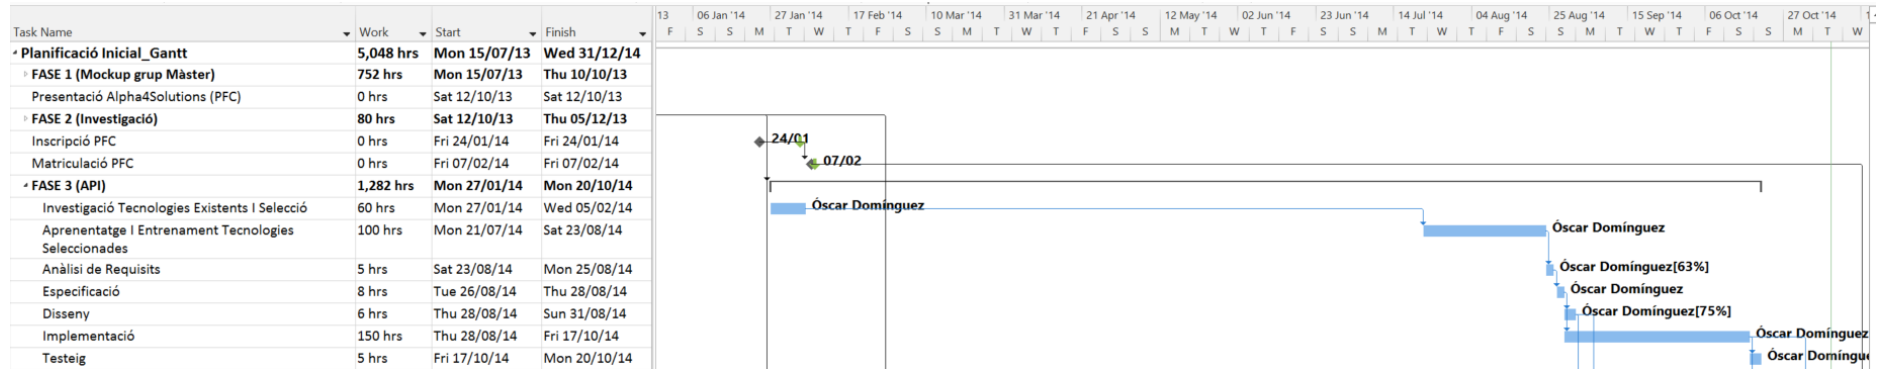 13 06 Jan '14 27 Jan '14 17 Feb '14 10 Mar '14 31 Mar '14 21 Apr '14 12 May '14 02 Jun '14 23 Jun '14 14 Jul '14 04 Aug '14 25 Aug '14 15 Sep '14 06 Oct '14 27 Oct '14
Task Name Work Start Finish F S S M T W T F S S M T W T F S S M T W T F S S M T W T F S S M T W T F S S M T W
Planificació Inicial_Gantt 5,048 hrs Mon 15/07/13 Wed 31/12/14
FASE 1 (Mockup grup Màster) 752 hrs Mon 15/07/13 Thu 10/10/13
Presentació Alpha4Solutions (PFC) 0 hrs Sat 12/10/13 Sat 12/10/13
FASE 2 (Investigació) 80 hrs Sat 12/10/13 Thu 05/12/13
Inscripció PFC 0 hrs Fri 24/01/14 Fri 24/01/14 24/01
Matriculació PFC 0 hrs Fri 07/02/14 Fri 07/02/14 07/02
FASE 3 (API) 1,282 hrs Mon 27/01/14 Mon 20/10/14
Investigació Tecnologies Existents I Selecció 60 hrs Mon 27/01/14 Wed 05/02/14 Óscar Domínguez
Aprenentatge I Entrenament Tecnologies 100 hrs Mon 21/07/14 Sat 23/08/14 Óscar Domínguez
Seleccionades
Anàlisi de Requisits 5 hrs Sat 23/08/14 Mon 25/08/14 Óscar Domínguez[63%]
Especificació 8 hrs Tue 26/08/14 Thu 28/08/14 Óscar Domínguez
Disseny 6 hrs Thu 28/08/14 Sun 31/08/14 Óscar Domínguez[75%]
Implementació 150 hrs Thu 28/08/14 Fri 17/10/14 Óscar Domínguez
Testeig 5 hrs Fri 17/10/14 Mon 20/10/14 Óscar